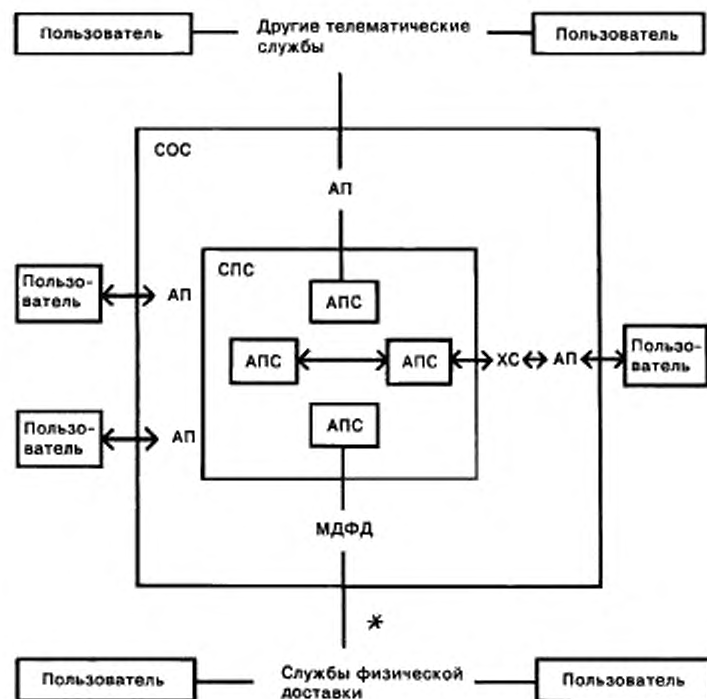 Пользователь
Другие телематические
службы
Пользователь
СОС
АП
СПС
Пользо-
ватель
АП
АПС
АПС
АПС
ХС
АП
Пользо-
ватель
Пользо-
ватель
АП
АПС
МДФД
*
Пользователь
Службы физической
доставки
Пользователь